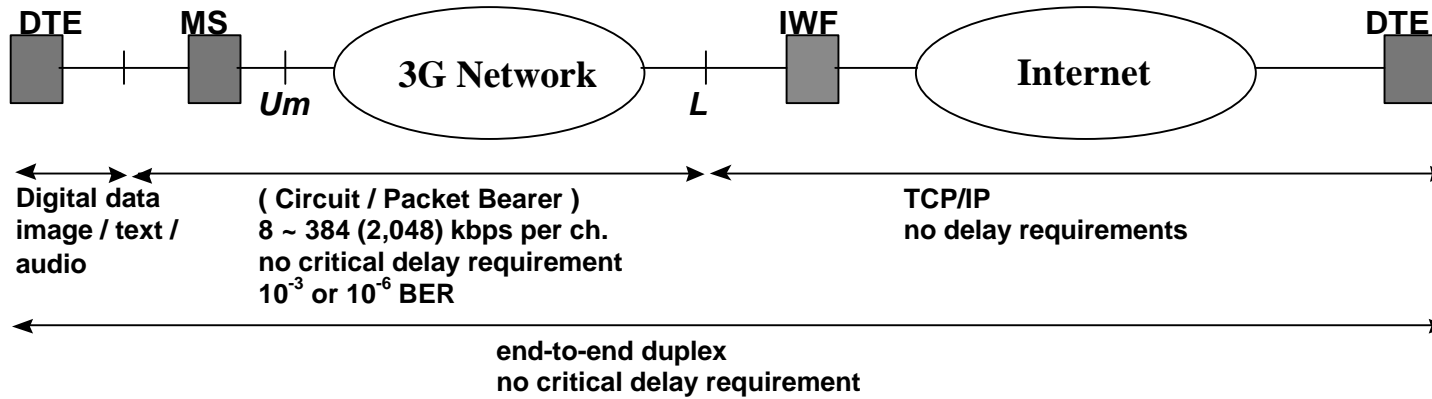 DTE MS IWF DTE
3G Network Internet
Um L
Digital data
image / text /
audio
( Circuit / Packet Bearer )
8 ~ 384 (2,048) kbps per ch.
no critical delay requirement
10⁻³ or 10⁻⁶ BER
TCP/IP
no delay requirements
end-to-end duplex
no critical delay requirement